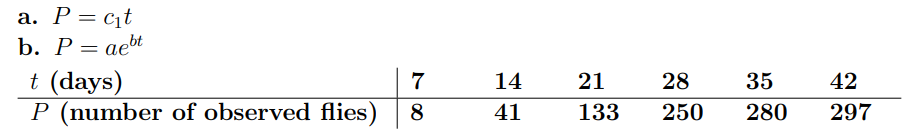 a. P = c₁t
b. P = ae^{bt}
t (days) 7 14 21 28 35 42
P (number of observed flies) 8 41 133 250 280 297